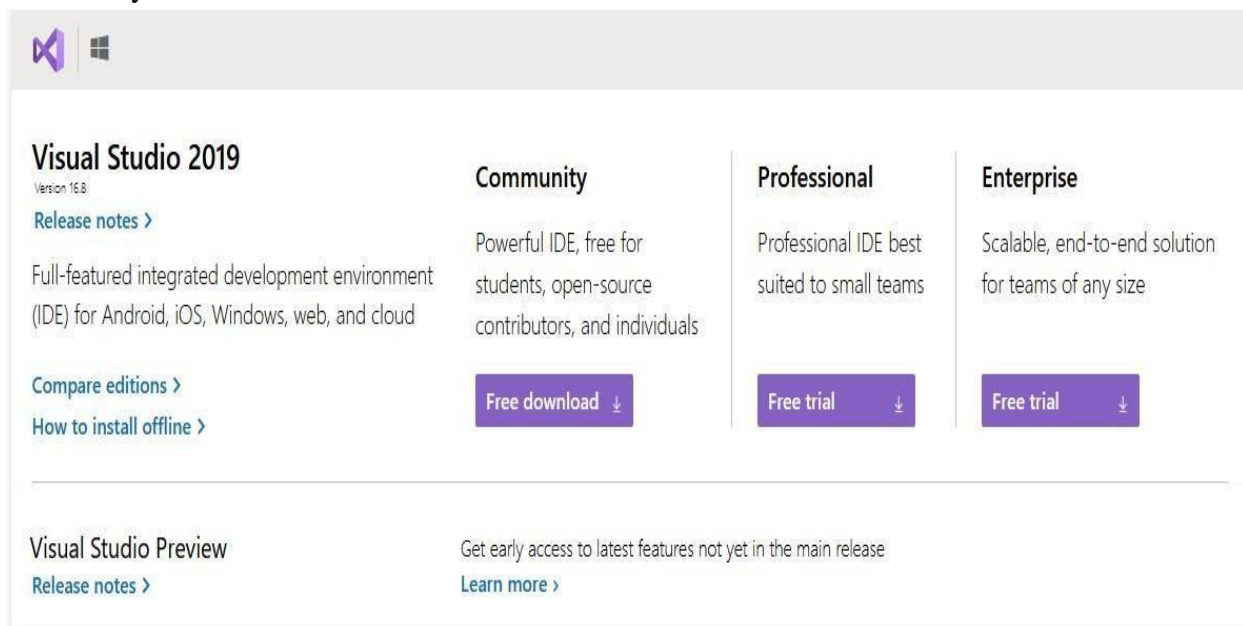 Visual Studio 2019
Version 16.8
Release notes >
Full-featured integrated development environment
(IDE) for Android, iOS, Windows, web, and cloud
Compare editions >
How to install offline >
Community
Powerful IDE, free for
students, open-source
contributors, and individuals
Free download
Professional
Professional IDE best
suited to small teams
Free trial
Enterprise
Scalable, end-to-end solution
for teams of any size
Free trial
Visual Studio Preview
Release notes >
Get early access to latest features not yet in the main release
Learn more >